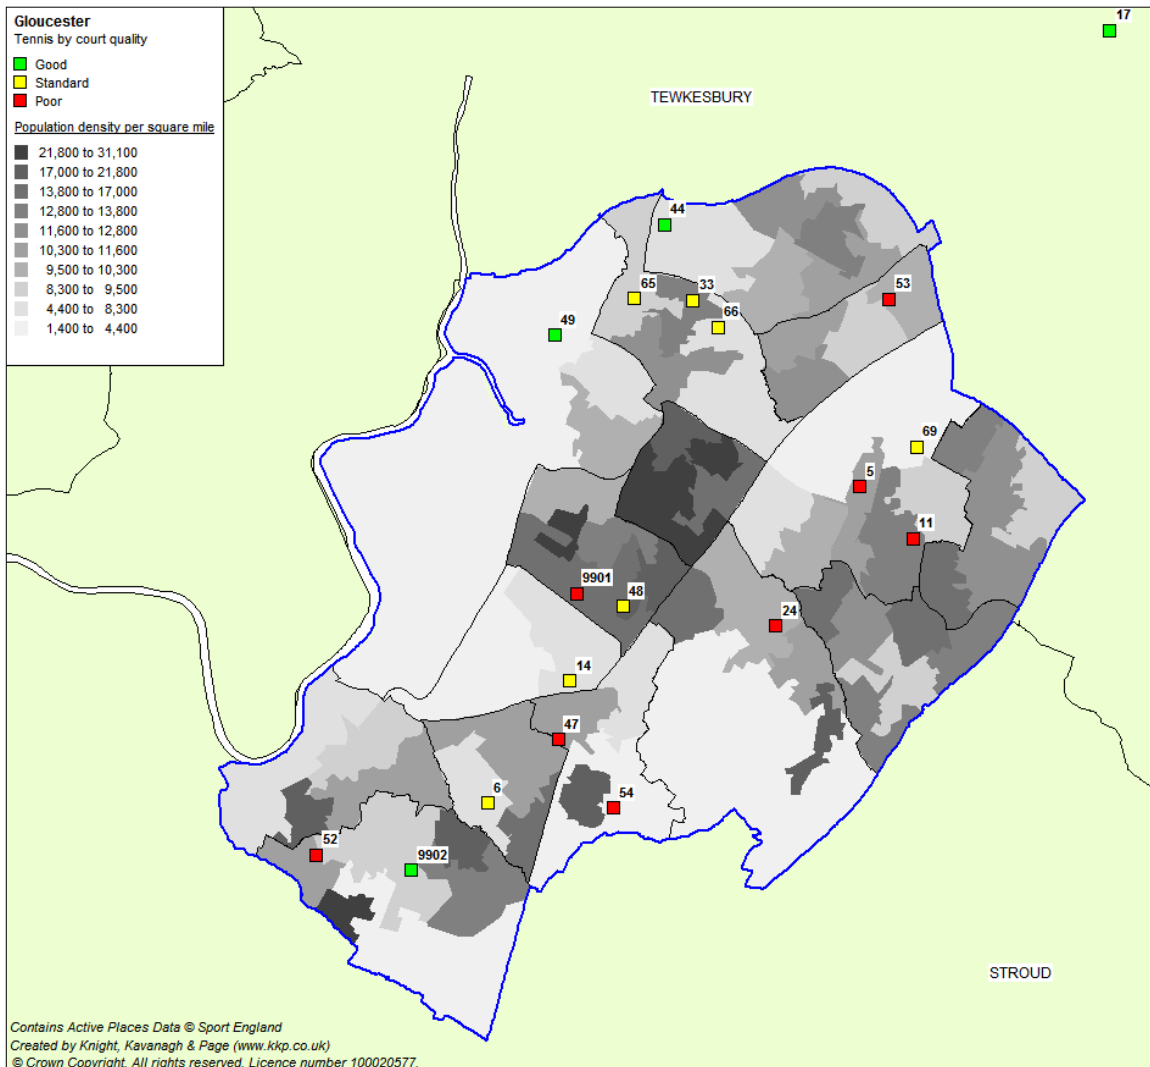 Gloucester
Tennis by court quality
Good
Standard
Poor
Population density per square mile
21,800 to 31,100
17,000 to 21,800
13,800 to 17,000
12,800 to 13,800
11,600 to 12,800
10,300 to 11,600
9,500 to 10,300
8,300 to 9,500
4,400 to 8,300
1,400 to 4,400
17
TEWKESBURY
44
65
33
53
66
49
69
5
11
9901
48
24
14
47
6
54
52
9902
STROUD
Contains Active Places Data © Sport England
Created by Knight, Kavanagh & Page (www.kkp.co.uk)
© Crown Copyright. All rights reserved. Licence number 100020577.